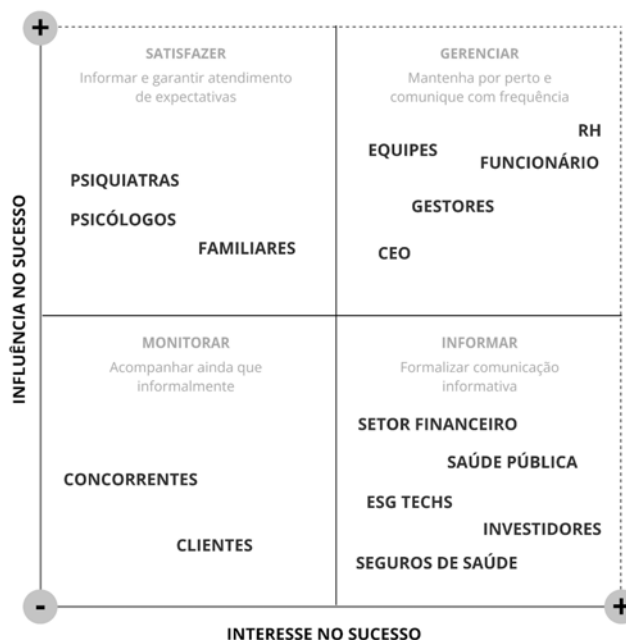 +
SATISFAZER
Informar e garantir atendimento
de expectativas
GERENCIAR
Mantenha por perto e
comunique com frequência
RH
EQUIPES
FUNCIONÁRIO
PSIQUIATRAS
GESTORES
PSICÓLOGOS
FAMILIARES
CEO
INFLUÊNCIA NO SUCESSO
MONITORAR
Acompanhar ainda que
informalmente
INFORMAR
Formalizar comunicação
informativa
SETOR FINANCEIRO
SAÚDE PÚBLICA
CONCORRENTES
ESG TECHS
INVESTIDORES
CLIENTES
SEGUROS DE SAÚDE
-
+
INTERESSE NO SUCESSO